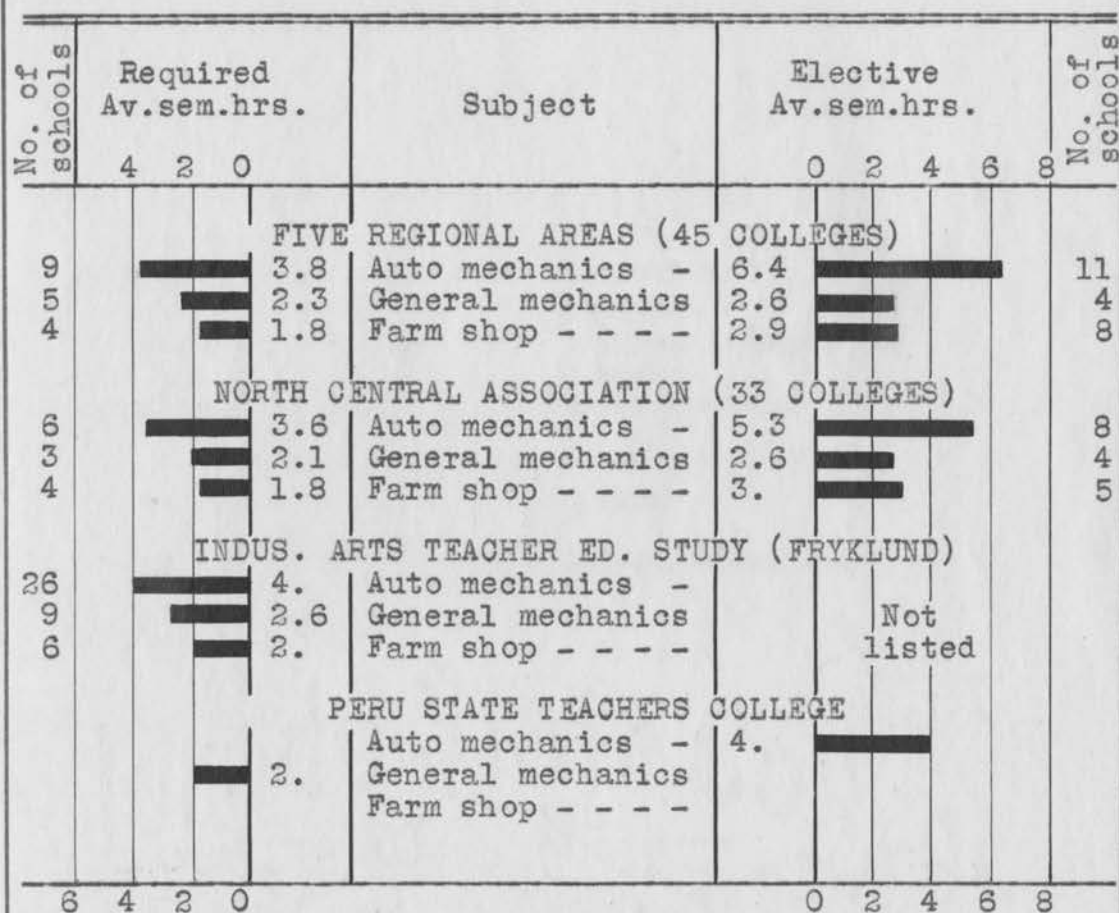 No. of schools Required Av.sem.hrs. Subject Elective Av.sem.hrs. No. of schools
4 2 0 0 2 4 6 8
FIVE REGIONAL AREAS (45 COLLEGES)
9 3.8 Auto mechanics - 6.4 11
5 2.3 General mechanics 2.6 4
4 1.8 Farm shop - - - - 2.9 8
NORTH CENTRAL ASSOCIATION (33 COLLEGES)
6 3.6 Auto mechanics - 5.3 8
3 2.1 General mechanics 2.6 4
4 1.8 Farm shop - - - - 3. 5
INDUS. ARTS TEACHER ED. STUDY (FRYKLUND)
26 4. Auto mechanics -
9 2.6 General mechanics Not
6 2. Farm shop - - - - listed
PERU STATE TEACHERS COLLEGE
Auto mechanics - 4.
2. General mechanics
Farm shop - - - -
6 4 2 0 0 2 4 6 8